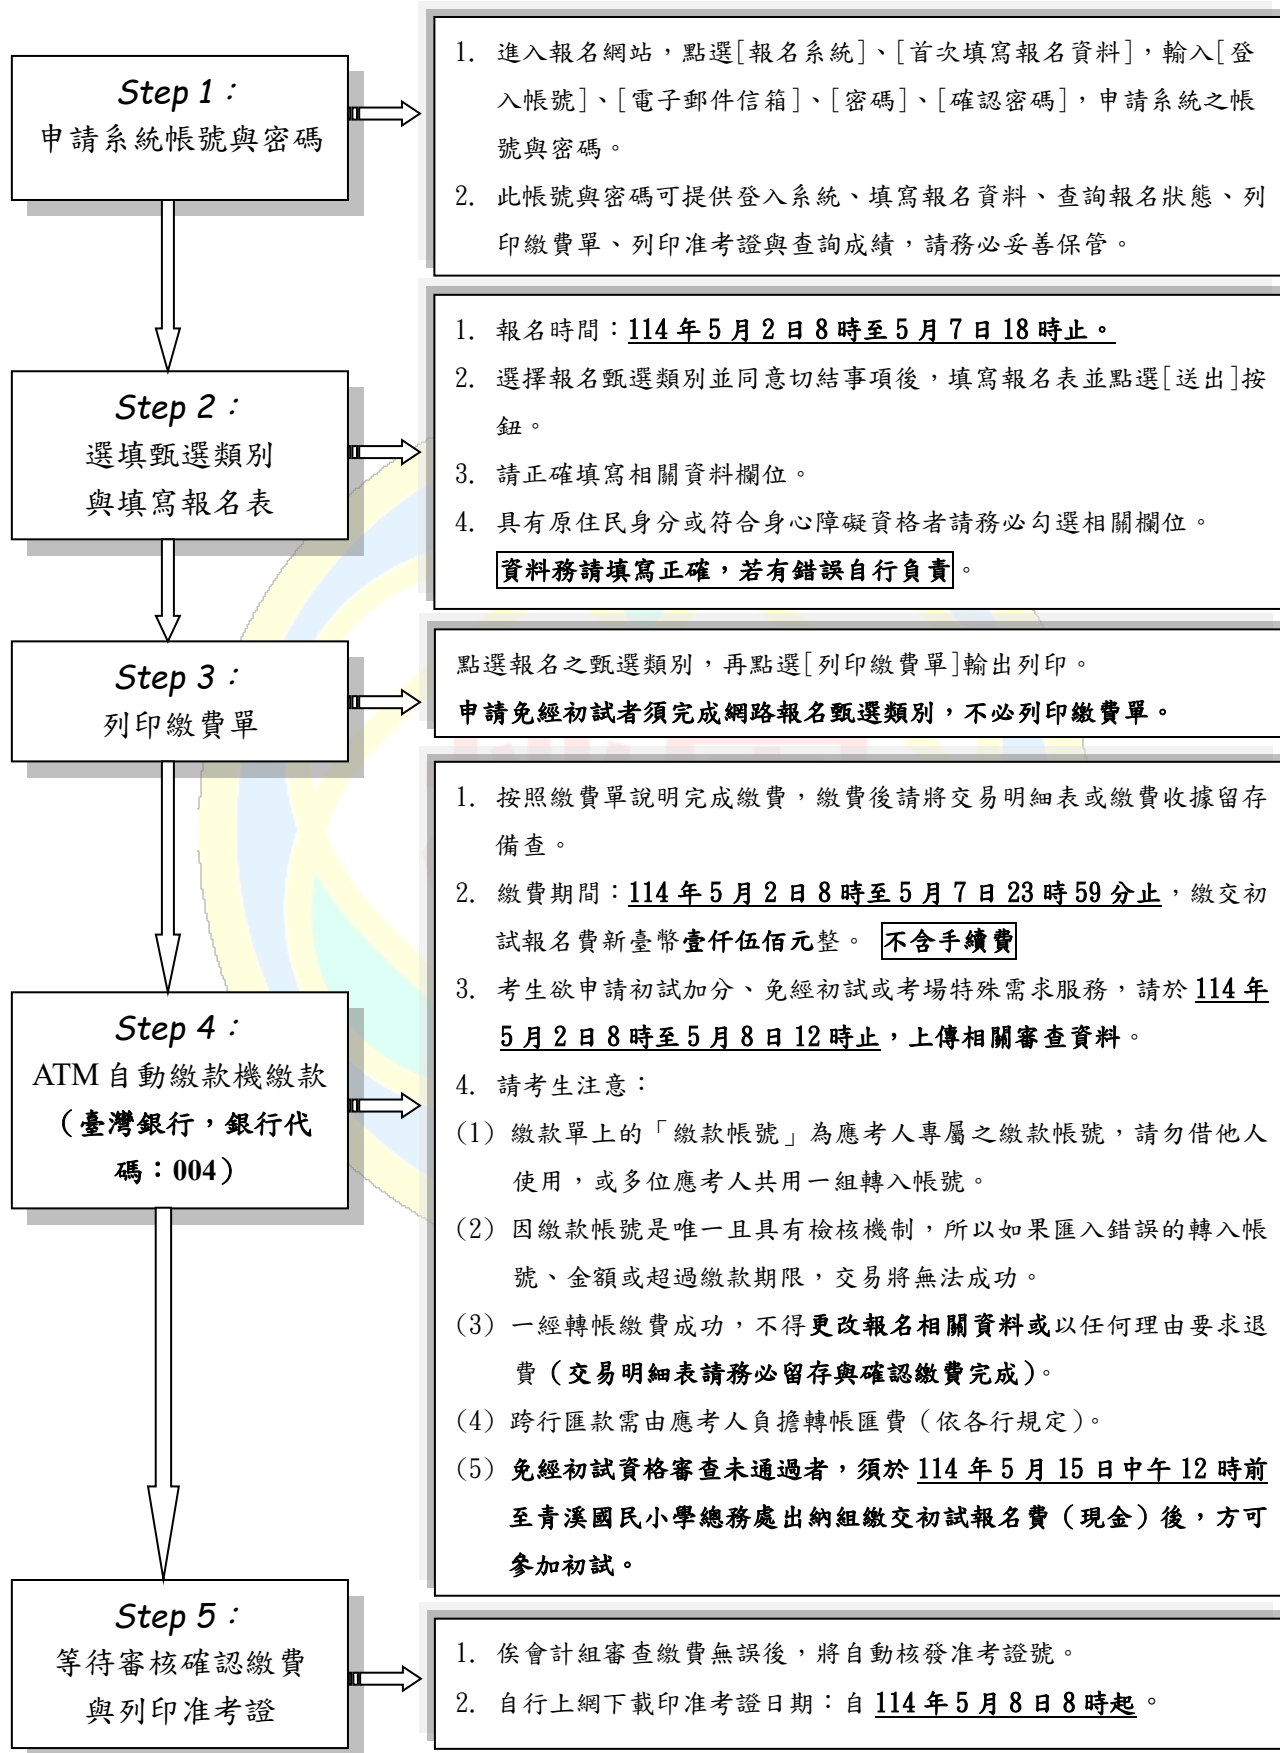 Step 1：
申請系統帳號與密碼
1. 進入報名網站，點選[報名系統]、[首次填寫報名資料]，輸入[登
入帳號]、[電子郵件信箱]、[密碼]、[確認密碼]，申請系統之帳
號與密碼。
2. 此帳號與密碼可提供登入系統、填寫報名資料、查詢報名狀態、列
印繳費單、列印准考證與查詢成績，請務必妥善保管。
Step 2：
選填甄選類別
與填寫報名表
1. 報名時間：114 年 5 月 2 日 8 時至 5 月 7 日 18 時止。
2. 選擇報名甄選類別並同意切結事項後，填寫報名表並點選[送出]按
鈕。
3. 請正確填寫相關資料欄位。
4. 具有原住民身分或符合身心障礙資格者請務必勾選相關欄位。
資料務請填寫正確，若有錯誤自行負責。
Step 3：
列印繳費單
點選報名之甄選類別，再點選[列印繳費單]輸出列印。
申請免經初試者須完成網路報名甄選類別，不必列印繳費單。
Step 4：
ATM 自動繳款機繳款
（臺灣銀行，銀行代
碼：004）
1. 按照繳費單說明完成繳費，繳費後請將交易明細表或繳費收據留存
備查。
2. 繳費期間：114 年 5 月 2 日 8 時至 5 月 7 日 23 時 59 分止，繳交初
試報名費新臺幣壹仟伍佰元整。 不含手續費
3. 考生欲申請初試加分、免經初試或考場特殊需求服務，請於 114 年
5 月 2 日 8 時至 5 月 8 日 12 時止，上傳相關審查資料。
4. 請考生注意：
(1) 繳款單上的「繳款帳號」為應考人專屬之繳款帳號，請勿借他人
使用，或多位應考人共用一組轉入帳號。
(2) 因繳款帳號是唯一且具有檢核機制，所以如果匯入錯誤的轉入帳
號、金額或超過繳款期限，交易將無法成功。
(3) 一經轉帳繳費成功，不得更改報名相關資料或以任何理由要求退
費（交易明細表請務必留存與確認繳費完成）。
(4) 跨行匯款需由應考人負擔轉帳匯費（依各行規定）。
(5) 免經初試資格審查未通過者，須於 114 年 5 月 15 日中午 12 時前
至青溪國民小學總務處出納組繳交初試報名費（現金）後，方可
參加初試。
Step 5：
等待審核確認繳費
與列印准考證
1. 俟會計組審查繳費無誤後，將自動核發准考證號。
2. 自行上網下載印准考證日期：自 114 年 5 月 8 日 8 時起。